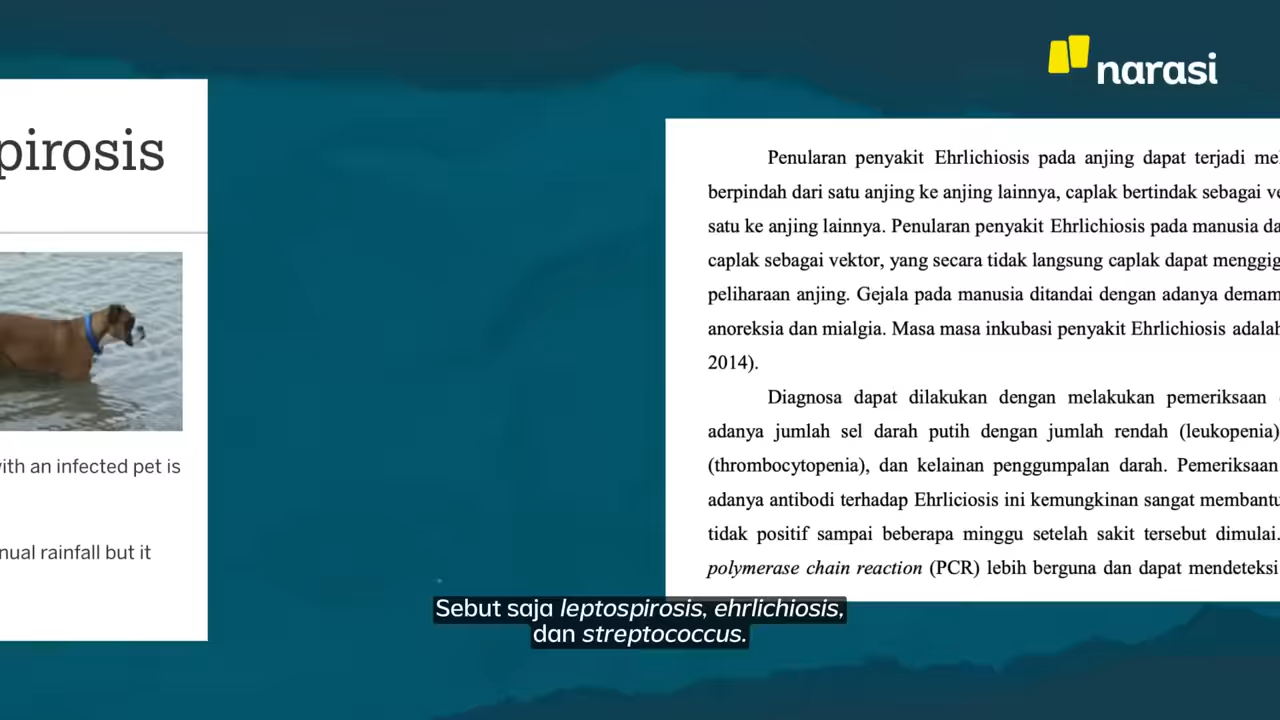 narasi
pirosis
with an infected pet is
nual rainfall but it
Penularan penyakit Ehrlichiosis pada anjing dapat terjadi
berpindah dari satu anjing ke anjing lainnya, caplak bertindak sebagai
satu ke anjing lainnya. Penularan penyakit Ehrlichiosis pada manusia
caplak sebagai vektor, yang secara tidak langsung caplak dapat
peliharaan anjing. Gejala pada manusia ditandai dengan adanya demam
anoreksia dan mialgia. Masa masa inkubasi penyakit Ehrlichiosis adalah
2014).
Diagnosa dapat dilakukan dengan melakukan pemeriksaan
adanya jumlah sel darah putih dengan jumlah rendah (leukopenia)
(thrombocytopenia), dan kelainan penggumpalan darah. Pemeriksaan
adanya antibodi terhadap Ehrliciosis ini kemungkinan sangat membantu
tidak positif sampai beberapa minggu setelah sakit tersebut dimulai.
polymerase chain reaction (PCR) lebih berguna dan dapat mendeteksi
Sebut saja leptospirosis, ehrlichiosis,
dan streptococcus.